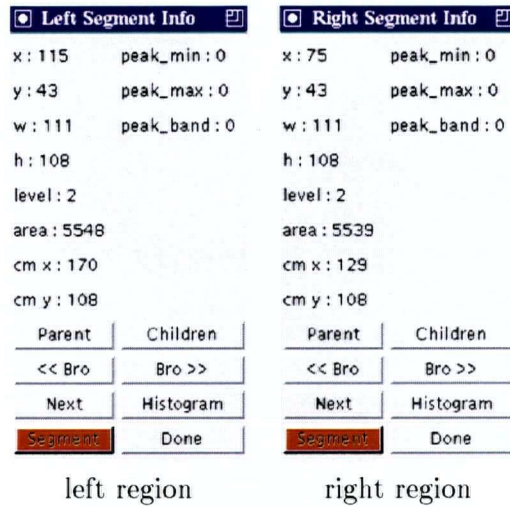 Left Segment Info
x : 115 peak_min : 0
y : 43 peak_max : 0
w : 111 peak_band : 0
h : 108
level : 2
area : 5548
cm x : 170
cm y : 108
Parent Children
<< Bro Bro >>
Next Histogram
Segment Done
left region
Right Segment Info
x : 75 peak_min : 0
y : 43 peak_max : 0
w : 111 peak_band : 0
h : 108
level : 2
area : 5539
cm x : 129
cm y : 108
Parent Children
<< Bro Bro >>
Next Histogram
Segment Done
right region